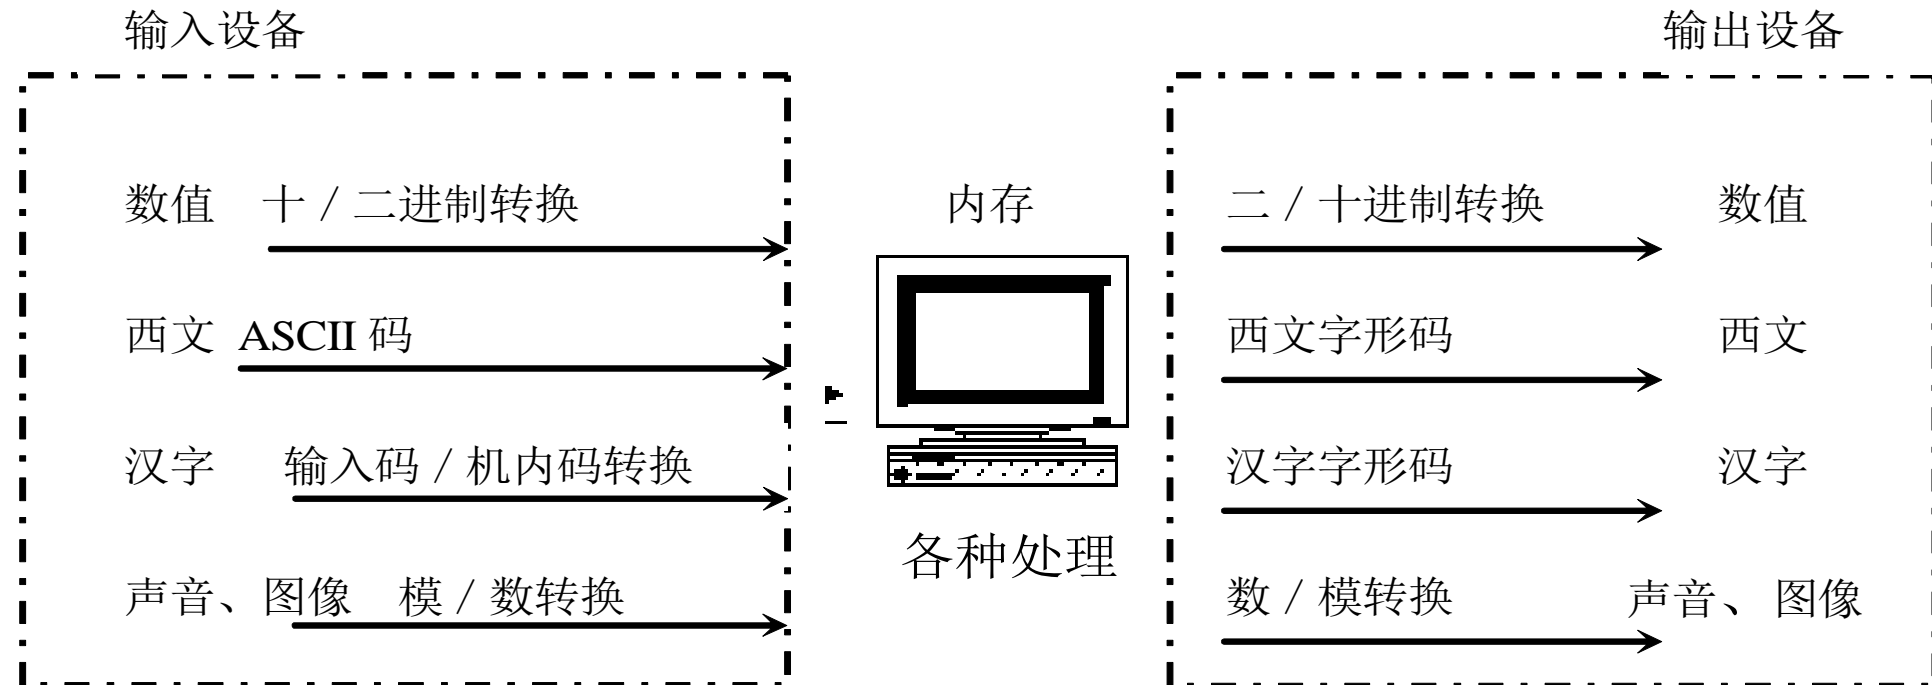 输入设备 输出设备
数值 十／二进制转换 内存 二／十进制转换 数值
西文 ASCII 码 西文字形码 西文
汉字 输入码／机内码转换 汉字字形码 汉字
各种处理
声音、图像 模／数转换 数／模转换 声音、 图像